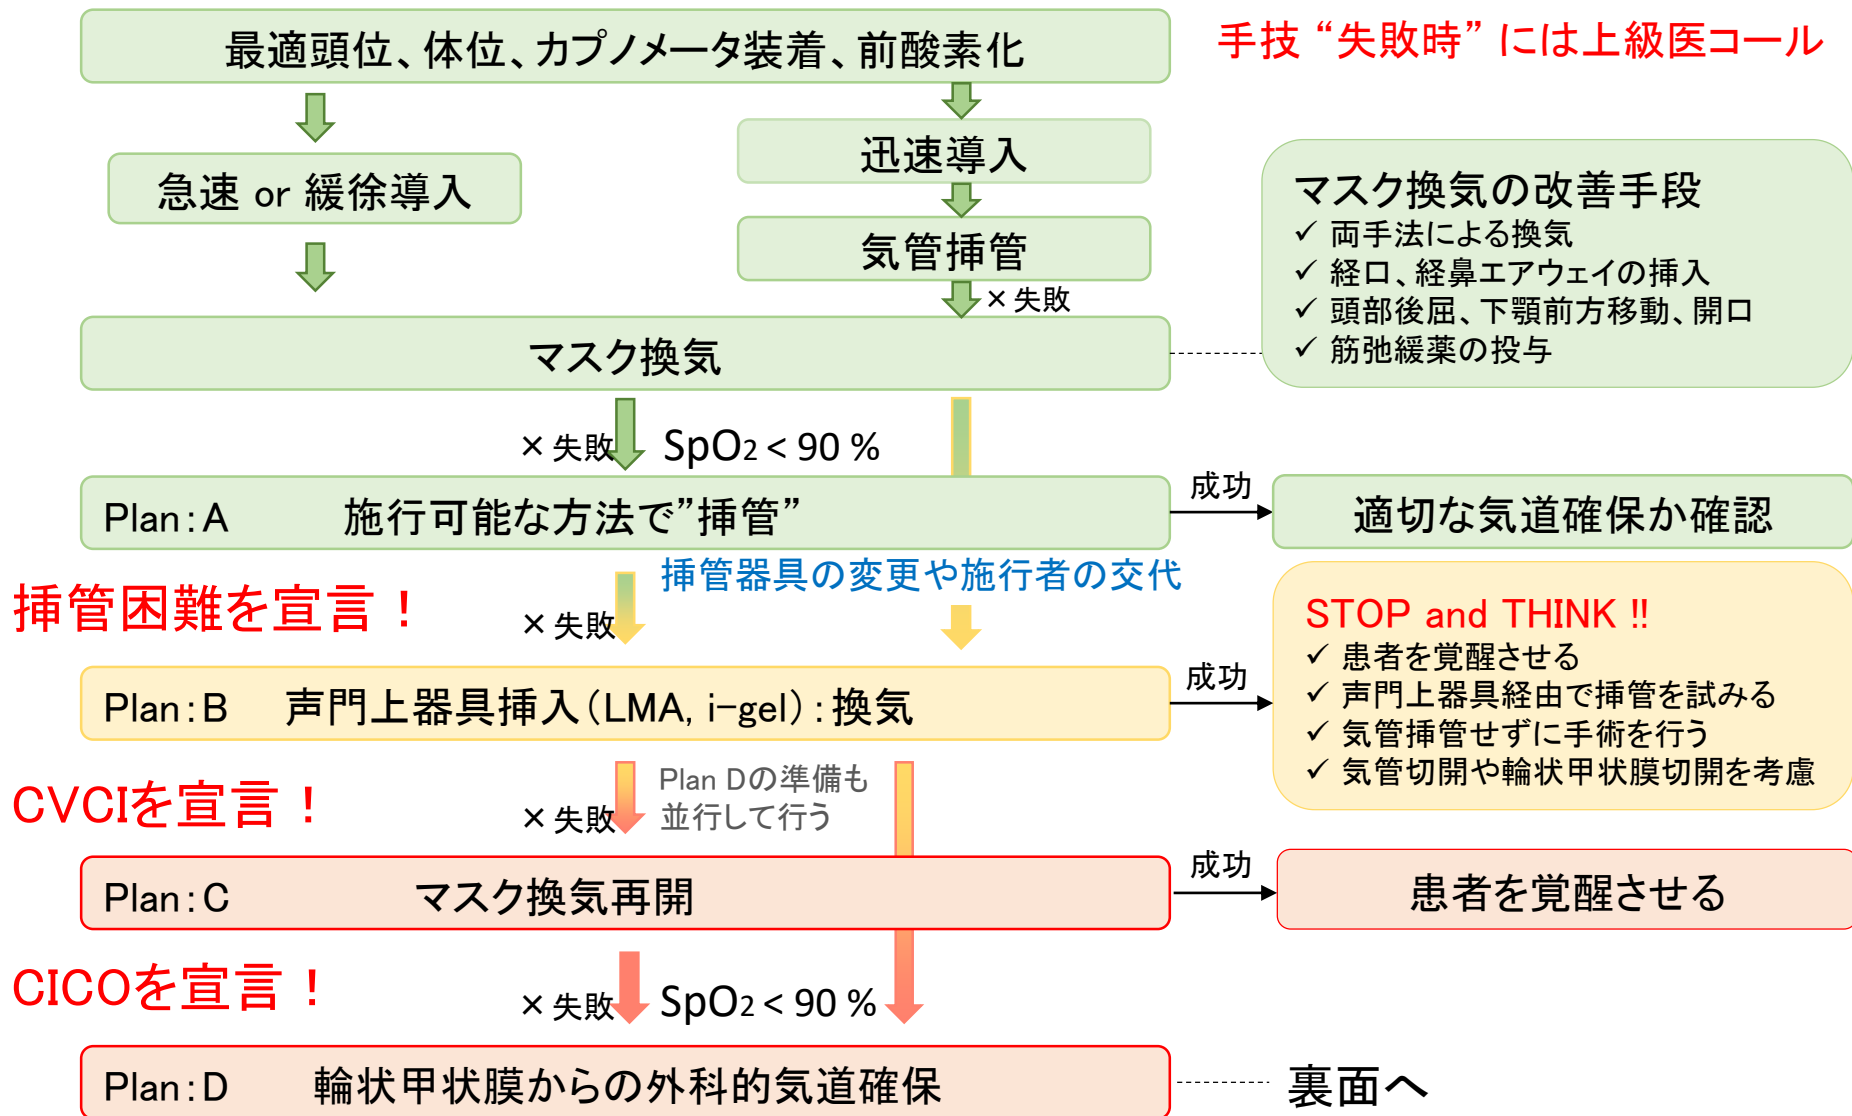 最適頭位、体位、カプノメータ装着、前酸素化
手技 “失敗時” には上級医コール
迅速導入
急速 or 緩徐導入
気管挿管
× 失敗
マスク換気の改善手段
✓ 両手法による換気
✓ 経口、経鼻エアウェイの挿入
✓ 頭部後屈、下顎前方移動、開口
✓ 筋弛緩薬の投与
マスク換気
× 失敗
SpO2 < 90 %
Plan:A 施行可能な方法で”挿管”
成功
適切な気道確保か確認
挿管器具の変更や施行者の交代
挿管困難を宣言！
× 失敗
Plan:B 声門上器具挿入(LMA, i-gel):換気
成功
STOP and THINK !!
✓ 患者を覚醒させる
✓ 声門上器具経由で挿管を試みる
✓ 気管挿管せずに手術を行う
✓ 気管切開や輪状甲状膜切開を考慮
CVCIを宣言！
× 失敗
Plan Dの準備も
並行して行う
Plan:C マスク換気再開
成功
患者を覚醒させる
CICOを宣言！
× 失敗
SpO2 < 90 %
Plan:D 輪状甲状膜からの外科的気道確保
裏面へ